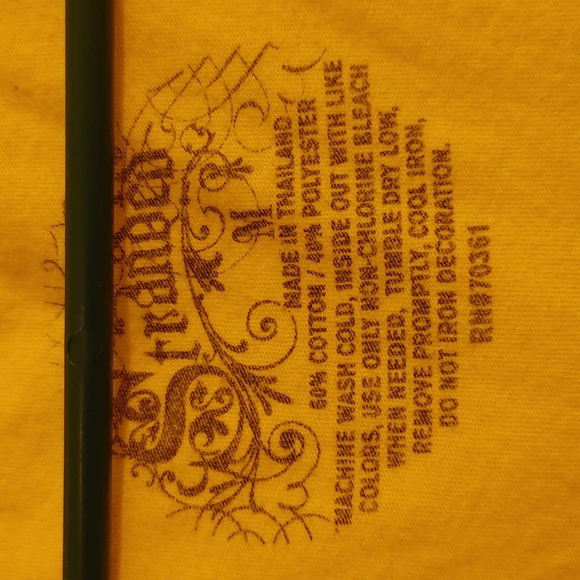 M
MADE IN THAILAND
60% COTTON / 40% POLYESTER
MACHINE WASH COLD, INSIDE OUT WITH LIKE
COLORS, USE ONLY NON-CHLORINE BLEACH
WHEN NEEDED, TUMBLE DRY LOW,
REMOVE PROMPTLY, COOL IRON,
DO NOT IRON DECORATION.
RN#70361